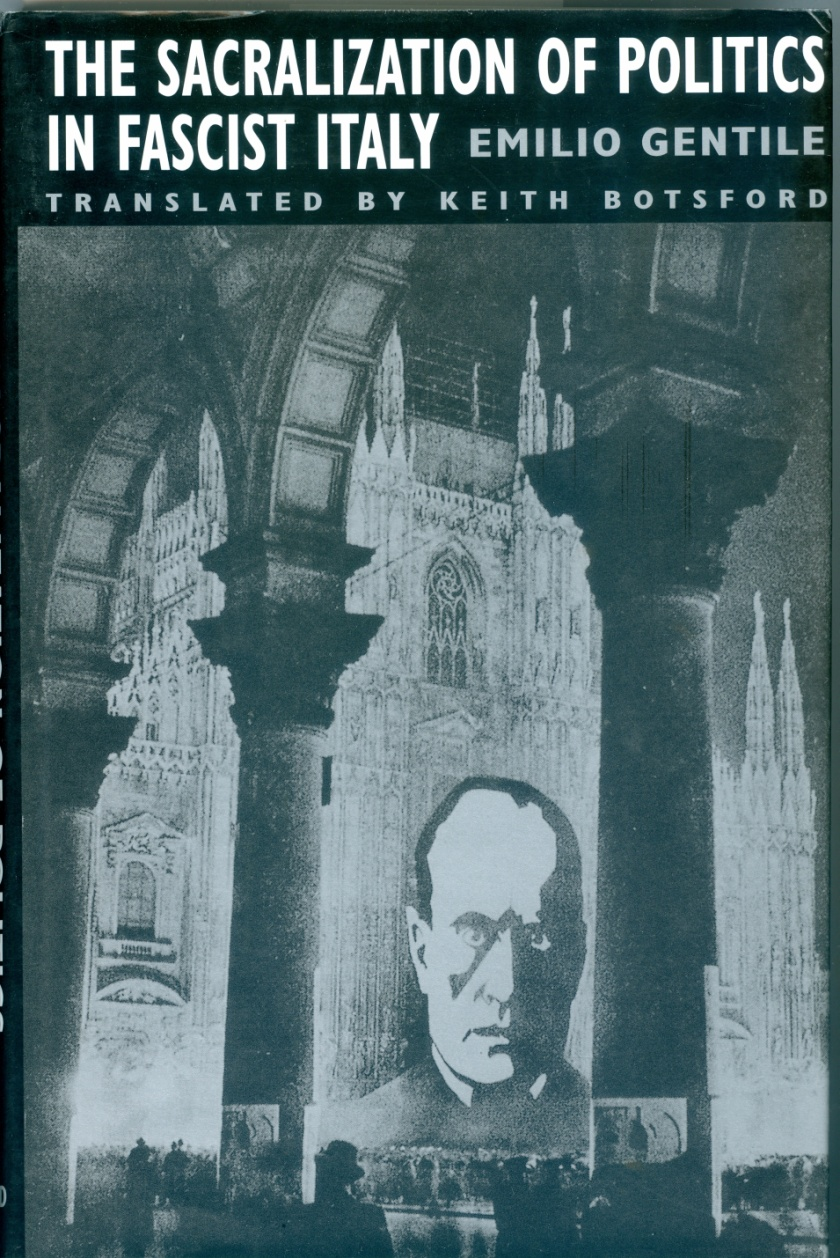 THE SACRALIZATION OF POLITICS
IN FASCIST ITALY EMILIO GENTILE
TRANSLATED BY KEITH BOTSFORD